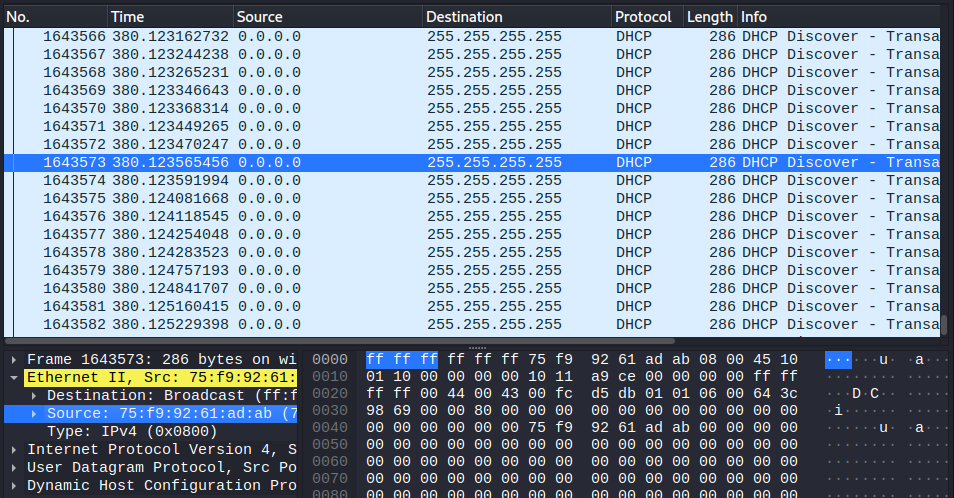 No. Time Source Destination Protocol Length Info
1643566 380.123162732 0.0.0.0 255.255.255.255 DHCP 286 DHCP Discover - Transa
1643567 380.123244238 0.0.0.0 255.255.255.255 DHCP 286 DHCP Discover - Transa
1643568 380.123265231 0.0.0.0 255.255.255.255 DHCP 286 DHCP Discover - Transa
1643569 380.123346643 0.0.0.0 255.255.255.255 DHCP 286 DHCP Discover - Transa
1643570 380.123368314 0.0.0.0 255.255.255.255 DHCP 286 DHCP Discover - Transa
1643571 380.123449265 0.0.0.0 255.255.255.255 DHCP 286 DHCP Discover - Transa
1643572 380.123470247 0.0.0.0 255.255.255.255 DHCP 286 DHCP Discover - Transa
1643573 380.123565456 0.0.0.0 255.255.255.255 DHCP 286 DHCP Discover - Transa
1643574 380.123591994 0.0.0.0 255.255.255.255 DHCP 286 DHCP Discover - Transa
1643575 380.124081668 0.0.0.0 255.255.255.255 DHCP 286 DHCP Discover - Transa
1643576 380.124118545 0.0.0.0 255.255.255.255 DHCP 286 DHCP Discover - Transa
1643577 380.124254048 0.0.0.0 255.255.255.255 DHCP 286 DHCP Discover - Transa
1643578 380.124283523 0.0.0.0 255.255.255.255 DHCP 286 DHCP Discover - Transa
1643579 380.124757193 0.0.0.0 255.255.255.255 DHCP 286 DHCP Discover - Transa
1643580 380.124841707 0.0.0.0 255.255.255.255 DHCP 286 DHCP Discover - Transa
1643581 380.125160415 0.0.0.0 255.255.255.255 DHCP 286 DHCP Discover - Transa
1643582 380.125229398 0.0.0.0 255.255.255.255 DHCP 286 DHCP Discover - Transa
Frame 1643573: 286 bytes on wi
Ethernet II, Src: 75:f9:92:61:
Destination: Broadcast (ff:f
Source: 75:f9:92:61:ad:ab (7
Type: IPv4 (0x0800)
Internet Protocol Version 4, S
User Datagram Protocol, Src Po
Dynamic Host Configuration Pro
0000 ff ff ff ff ff ff 75 f9 92 61 ad ab 08 00 45 10 ······u· ·a····
0010 01 10 00 00 00 00 10 11 a9 ce 00 00 00 00 ff ff ········ ·······
0020 ff ff 00 44 00 43 00 fc d5 db 01 01 06 00 64 3c ···D·C·· ······
0030 98 69 00 00 80 00 00 00 00 00 00 00 00 00 00 00 ·i······ ·······
0040 00 00 00 00 00 00 75 f9 92 61 ad ab 00 00 00 00 ······u· ·a·····
0050 00 00 00 00 00 00 00 00 00 00 00 00 00 00 00 00 ········ ·······
0060 00 00 00 00 00 00 00 00 00 00 00 00 00 00 00 00 ········ ·······
0070 00 00 00 00 00 00 00 00 00 00 00 00 00 00 00 00 ········ ·······
0080 00 00 00 00 00 00 00 00 00 00 00 00 00 00 00 00